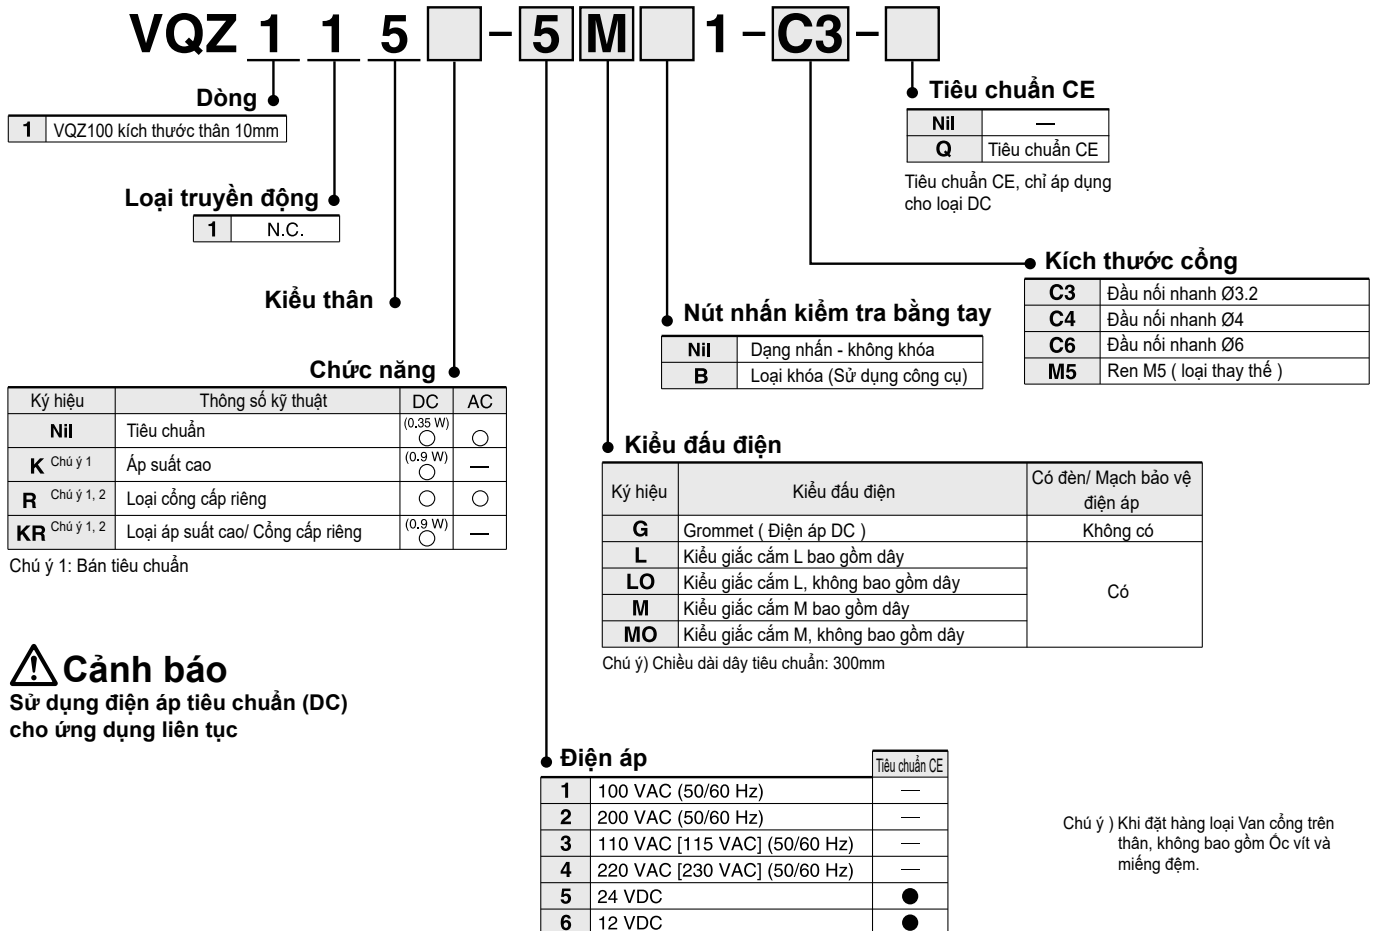 VQZ 1 1 5 - 5 M 1 - C3 -
Dòng
1 VQZ100 kích thước thân 10mm
Loại truyền động
1 N.C.
Kiểu thân
Chức năng
Ký hiệu Thông số kỹ thuật DC AC
Nil Tiêu chuẩn (0.35 W) ○ ○
K Chú ý 1 Áp suất cao (0.9 W) ○ —
R Chú ý 1, 2 Loại cổng cấp riêng ○ ○
KR Chú ý 1, 2 Loại áp suất cao/ Cổng cấp riêng (0.9 W) ○ —
Chú ý 1: Bán tiêu chuẩn
Cảnh báo
Sử dụng điện áp tiêu chuẩn (DC)
cho ứng dụng liên tục
Tiêu chuẩn CE
Nil —
Q Tiêu chuẩn CE
Tiêu chuẩn CE, chỉ áp dụng
cho loại DC
Kích thước cổng
C3 Đầu nối nhanh Ø3.2
C4 Đầu nối nhanh Ø4
C6 Đầu nối nhanh Ø6
M5 Ren M5 ( loại thay thế )
Nút nhấn kiểm tra bằng tay
Nil Dạng nhấn - không khóa
B Loại khóa (Sử dụng công cụ)
Kiểu đấu điện
Ký hiệu Kiểu đấu điện Có đèn/ Mạch bảo vệ
điện áp
G Grommet ( Điện áp DC ) Không có
L Kiểu giắc cắm L bao gồm dây
LO Kiểu giắc cắm L, không bao gồm dây
Có
M Kiểu giắc cắm M bao gồm dây
MO Kiểu giắc cắm M, không bao gồm dây
Chú ý) Chiều dài dây tiêu chuẩn: 300mm
Điện áp Tiêu chuẩn CE
1 100 VAC (50/60 Hz) —
2 200 VAC (50/60 Hz) —
3 110 VAC [115 VAC] (50/60 Hz) —
4 220 VAC [230 VAC] (50/60 Hz) —
5 24 VDC ●
6 12 VDC ●
Chú ý ) Khi đặt hàng loại Van cổng trên
thân, không bao gồm Ốc vít và
miếng đệm.